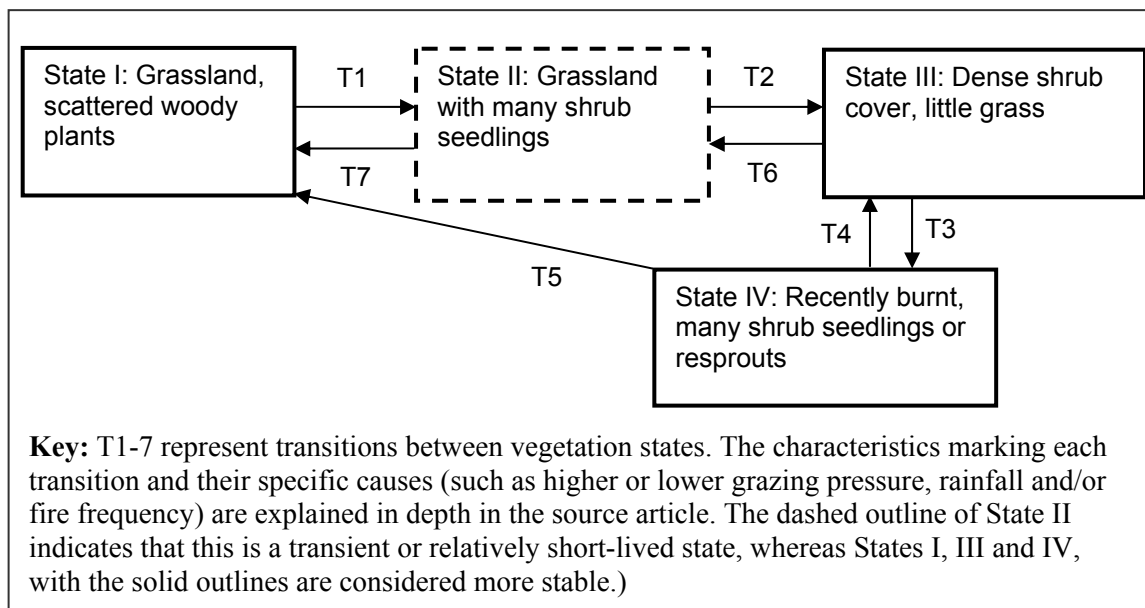 State I: Grassland,
scattered woody
plants
T1
T7
State II: Grassland
with many shrub
seedlings
T2
T6
State III: Dense shrub
cover, little grass
T4
T3
T5
State IV: Recently burnt,
many shrub seedlings or
resprouts
Key: T1-7 represent transitions between vegetation states. The characteristics marking each
transition and their specific causes (such as higher or lower grazing pressure, rainfall and/or
fire frequency) are explained in depth in the source article. The dashed outline of State II
indicates that this is a transient or relatively short-lived state, whereas States I, III and IV,
with the solid outlines are considered more stable.)